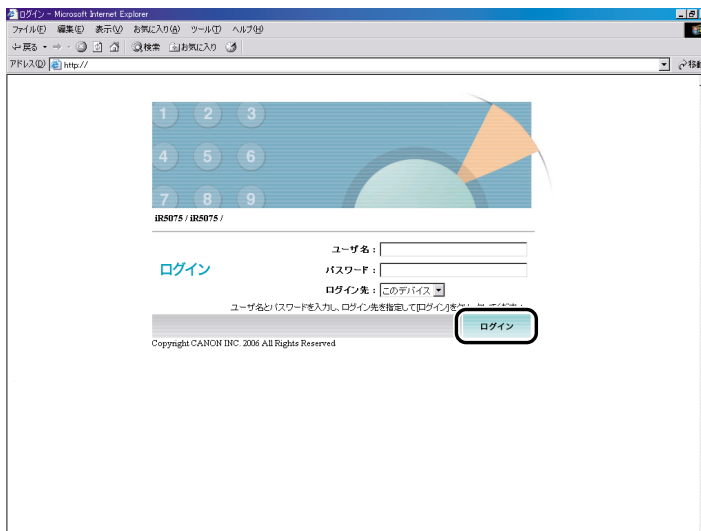 ログイン - Microsoft Internet Explorer
ファイル(F) 編集(E) 表示(V) お気に入り(A) ツール(T) ヘルプ(H)
戻る 検索 お気に入り
アドレス(D) http:// 移動
1 2 3
4 5 6
7 8 9
iR5075 / iR5075 /
ログイン
ユーザ名 :
パスワード :
ログイン先 : このデバイス
ユーザ名とパスワードを入力し、ログイン先を指定して[ログイン]を
ログイン
Copyright CANON INC. 2006 All Rights Reserved